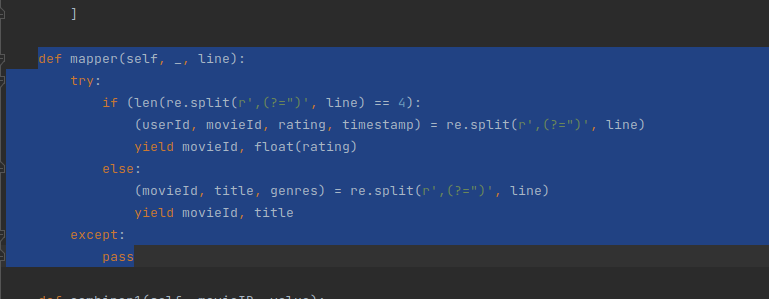 ]
def mapper(self, _, line):
try:
if (len(re.split(r',(?=")', line) == 4):
(userId, movieId, rating, timestamp) = re.split(r',(?=")', line)
yield movieId, float(rating)
else:
(movieId, title, genres) = re.split(r',(?=")', line)
yield movieId, title
except:
pass
def combiner1(self, movieID, value):